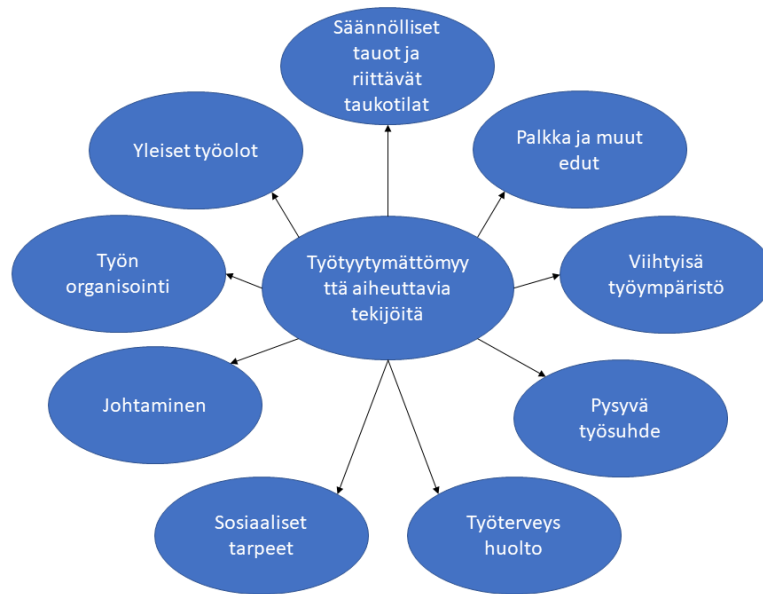 Säännölliset
tauot ja
riittävät
taukotilat
Palkka ja muut
edut
Yleiset työolot
Viihtyisä
työympäristö
Työn
organisointi
Työtyytymättömyy
ttä aiheuttavia
tekijöitä
Johtaminen
Pysyvä
työsuhde
Sosiaaliset
tarpeet
Työterveys
huolto